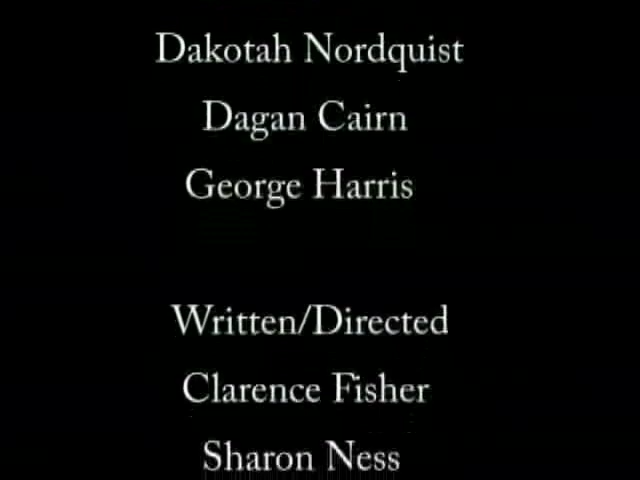 Dakotah Nordquist
Dagan Cairn
George Harris
Written/Directed
Clarence Fisher
Sharon Ness